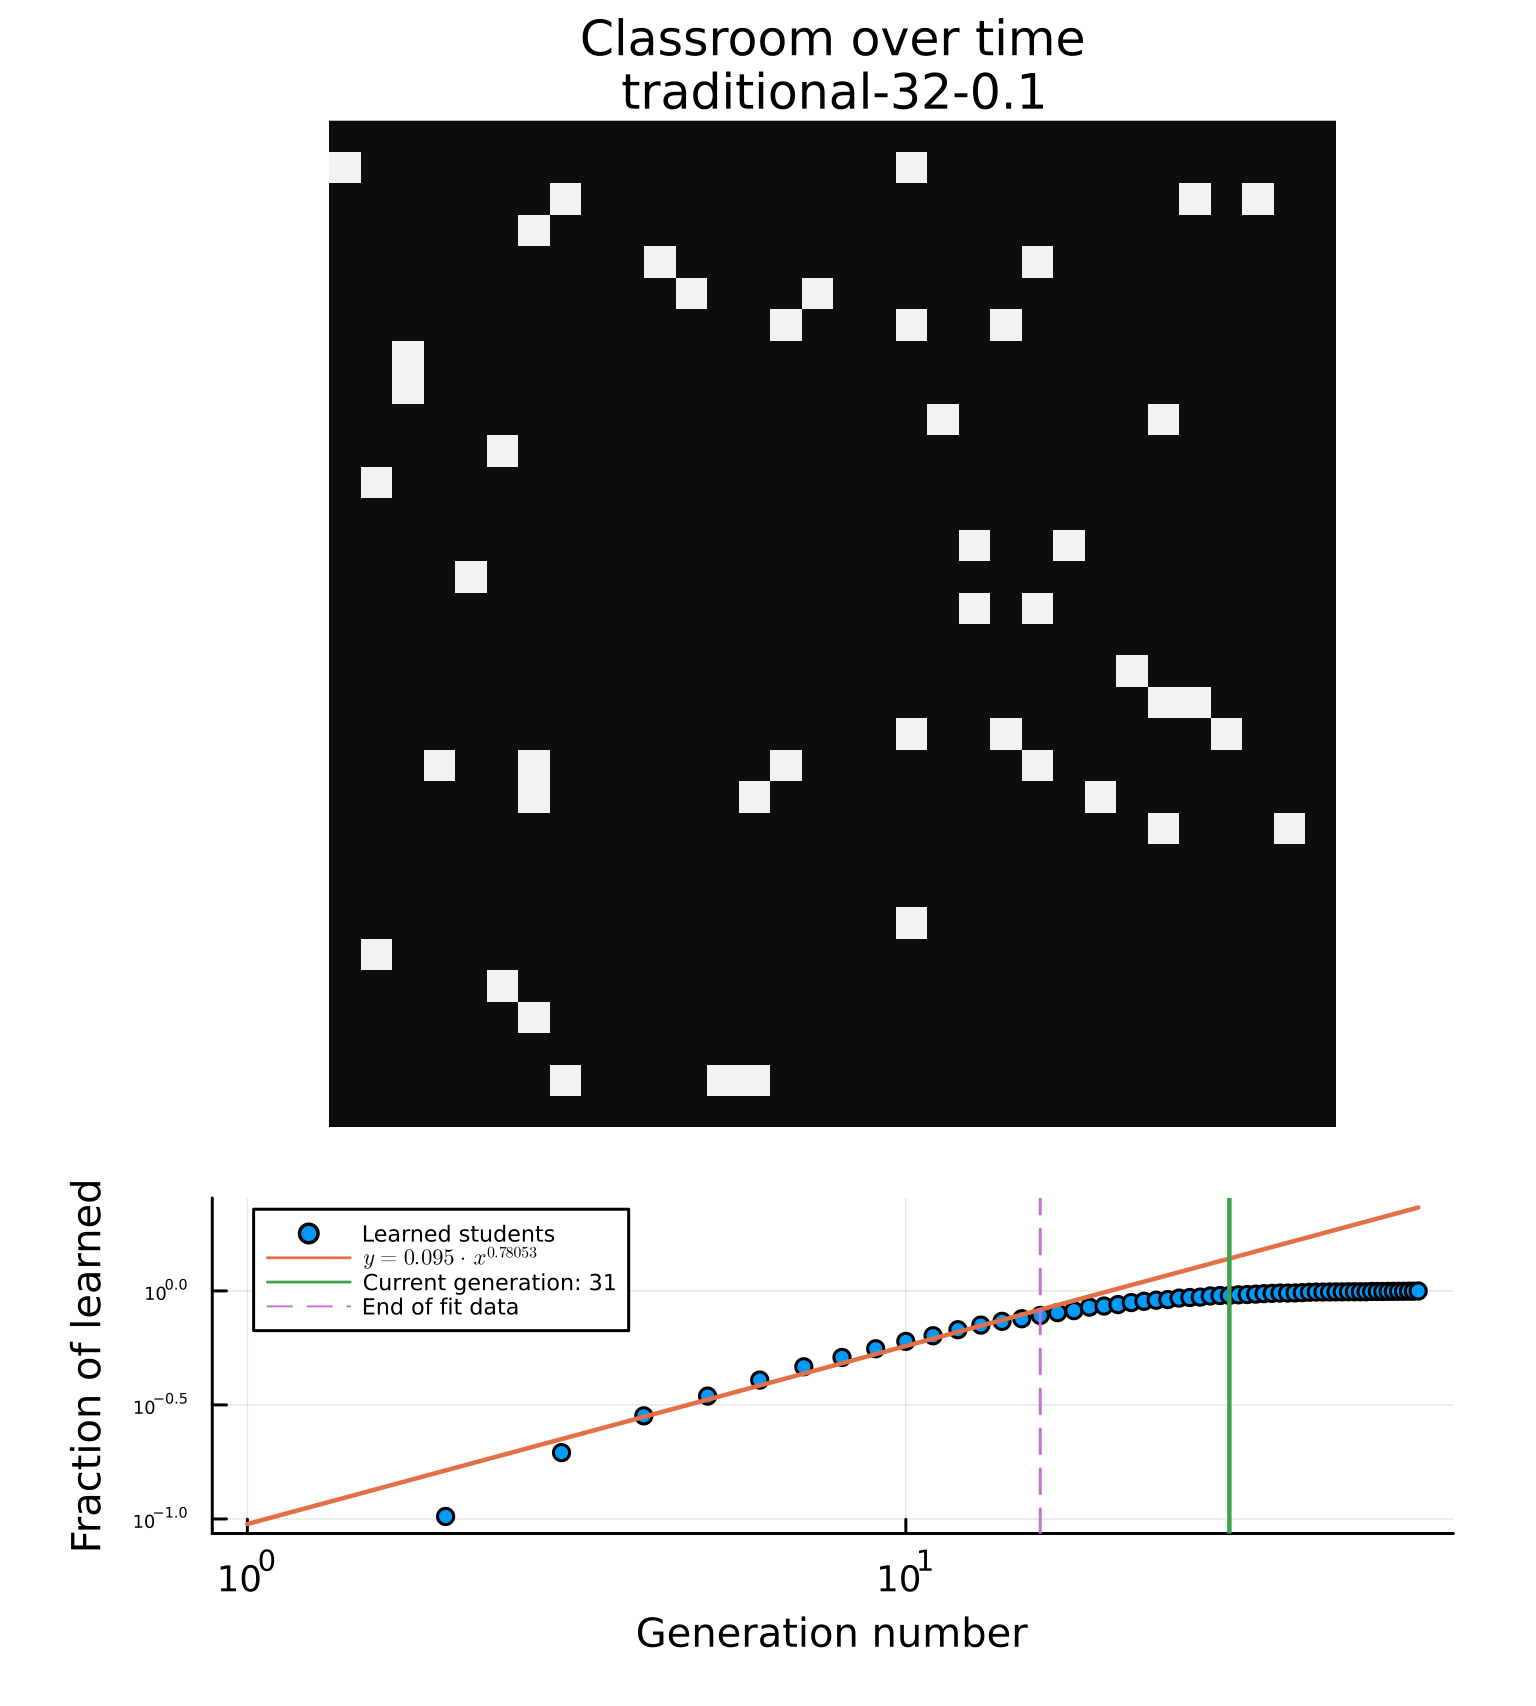 Classroom over time
traditional-32-0.1
Fraction of learned
Learned students
y = 0.095 · x^0.78053
Current generation: 31
End of fit data
10^0.0
10^−0.5
10^−1.0
10^0
10^1
Generation number